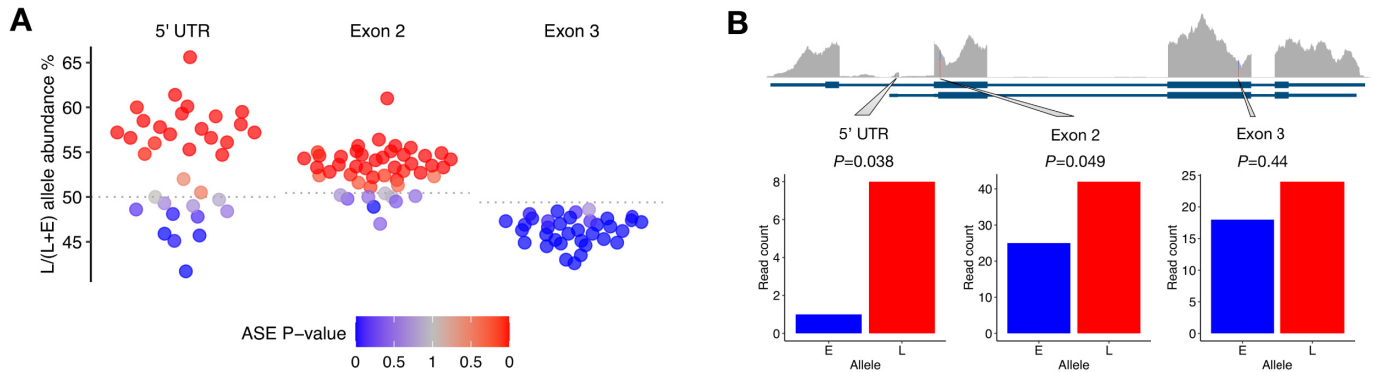 A
5' UTR
Exon 2
Exon 3
L/(L+E) allele abundance %
65
60
55
50
45
ASE P−value
0 0.5 1 0.5 0
B
5’ UTR
Exon 2
Exon 3
P=0.038
P=0.049
P=0.44
Read count
8
6
4
2
0
E L
Allele
Read count
40
30
20
10
0
E L
Allele
Read count
25
20
15
10
5
0
E L
Allele